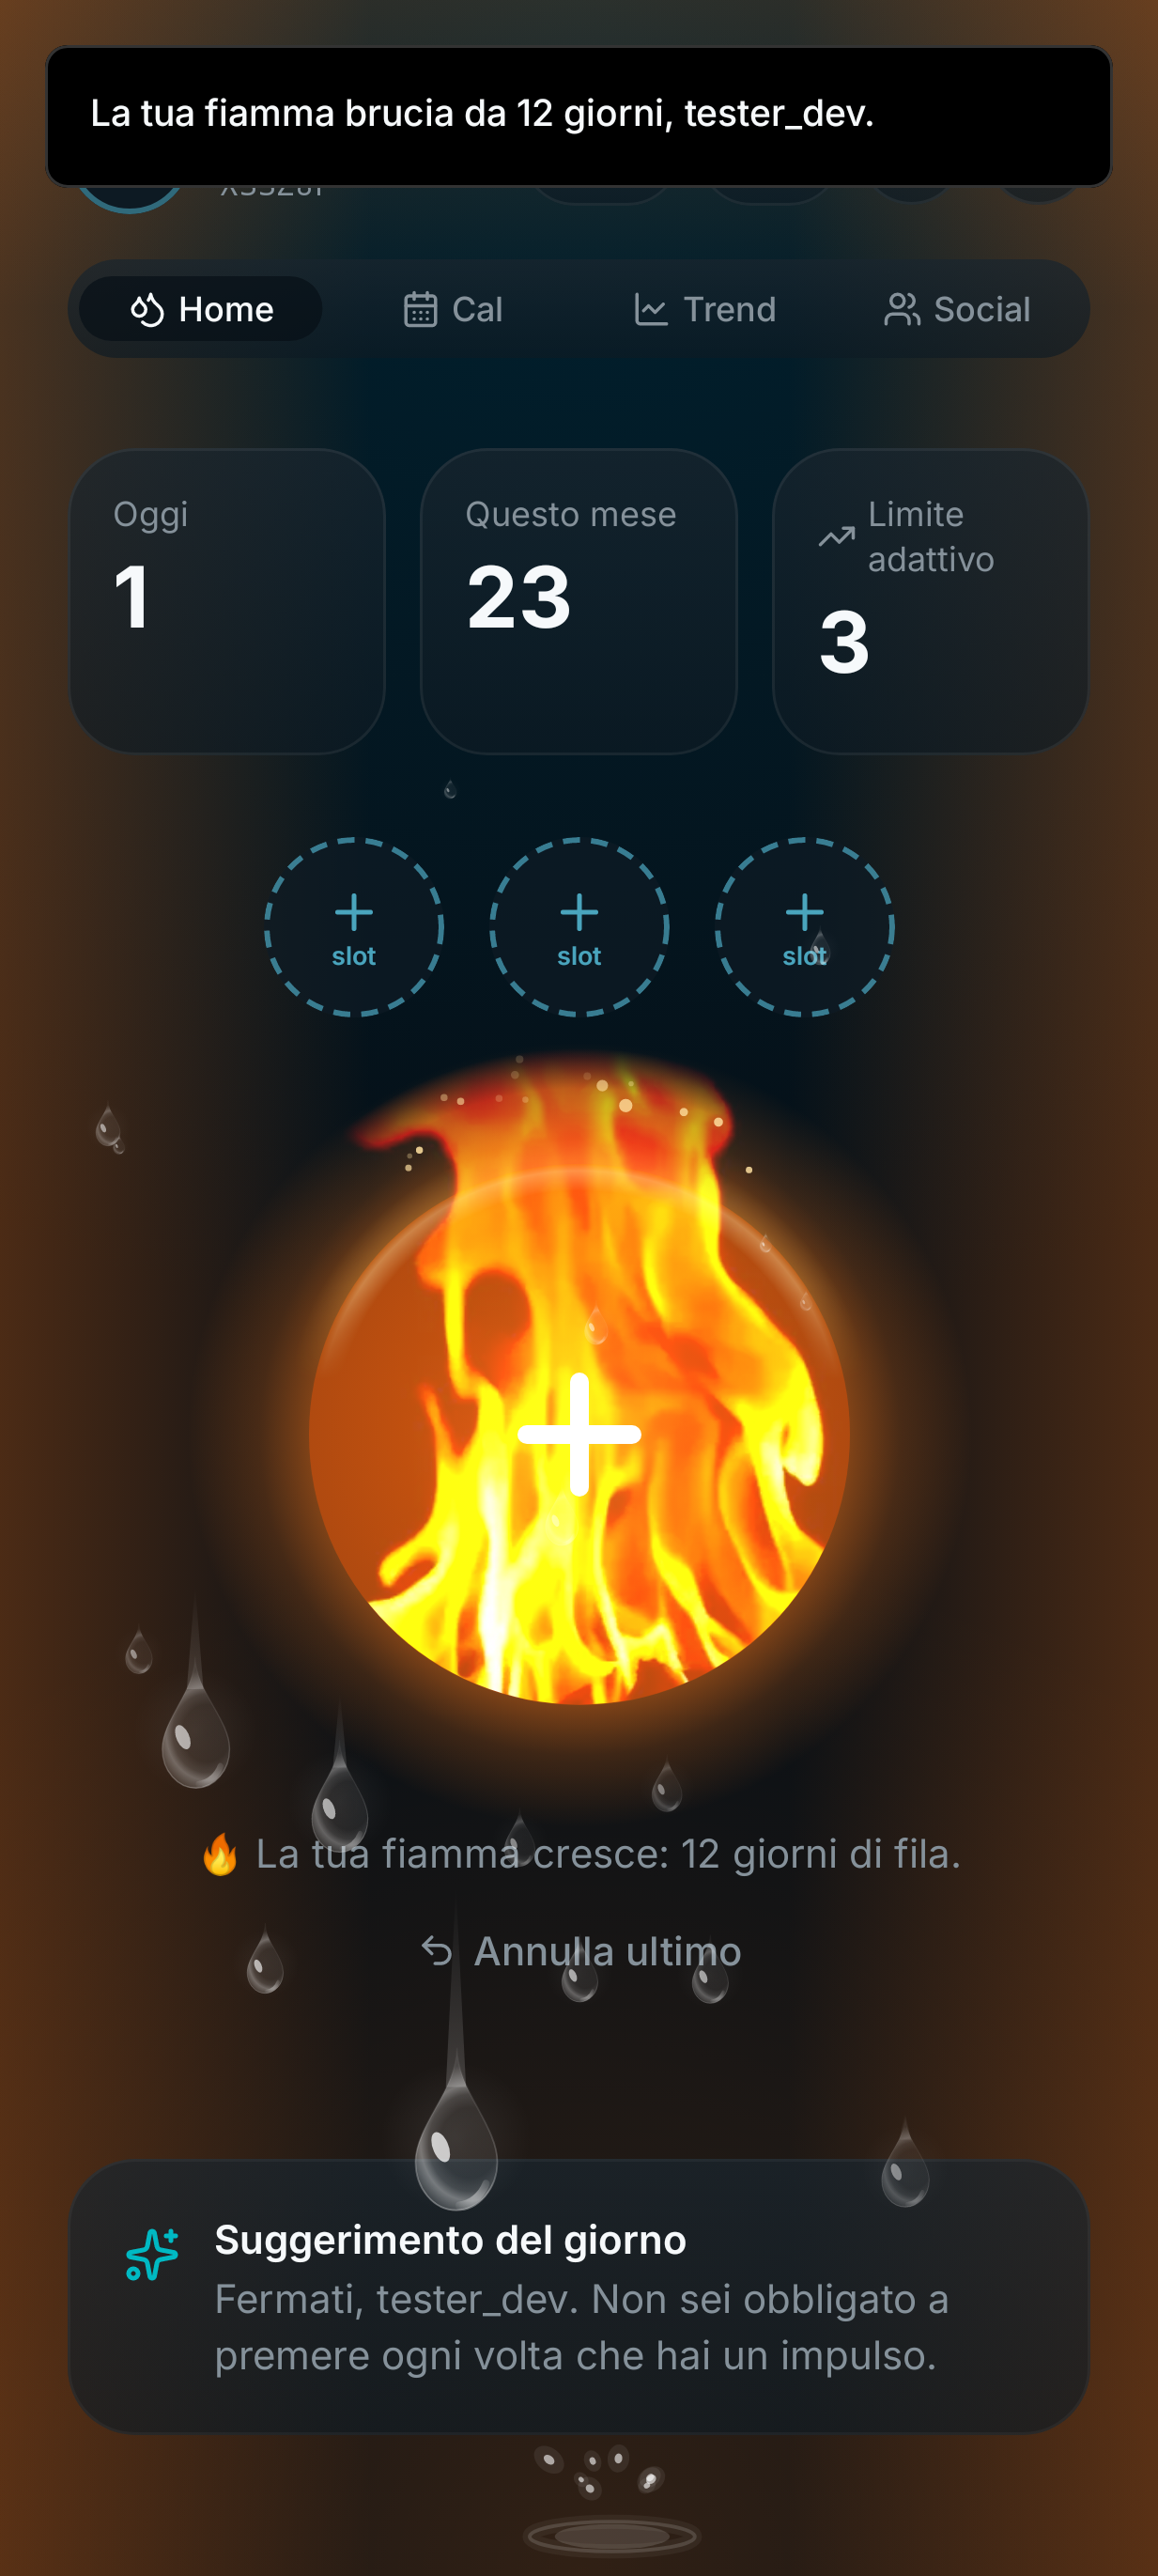 La tua fiamma brucia da 12 giorni, tester_dev.
Home
Cal
Trend
Social
Oggi
1
Questo mese
23
Limite
adattivo
3
slot
slot
slot
🔥 La tua fiamma cresce: 12 giorni di fila.
Annulla ultimo
Suggerimento del giorno
Fermati, tester_dev. Non sei obbligato a
premere ogni volta che hai un impulso.